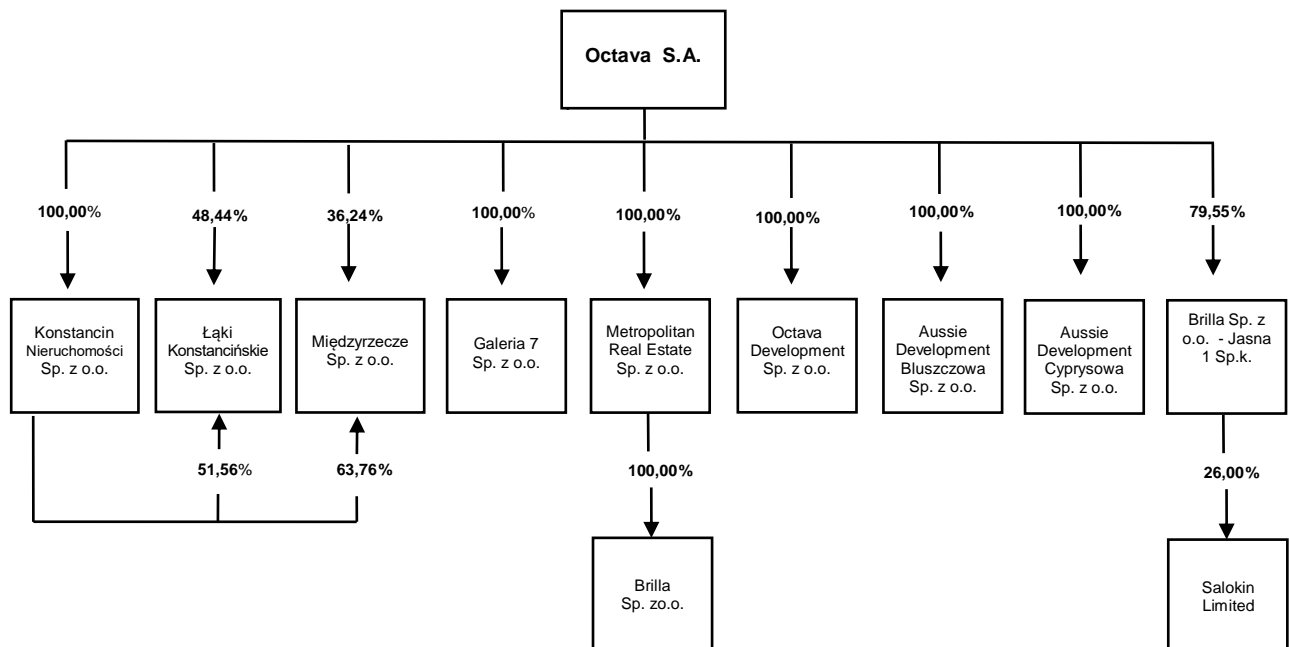 Octava S.A.
100,00%
48,44%
36,24%
100,00%
100,00%
100,00%
100,00%
100,00%
79,55%
Konstancin
Nieruchomości
Sp. z o.o.
Łąki
Konstancińskie
Sp. z o.o.
Międzyrzecze
Sp. z o.o.
Galeria 7
Sp. z o.o.
Metropolitan
Real Estate
Sp. z o.o.
Octava
Development
Sp. z o.o.
Aussie
Development
Bluszczowa
Sp. z o.o.
Aussie
Development
Cyprysowa
Sp. z o.o.
Brilla Sp. z
o.o. - Jasna
1 Sp.k.
51,56%
63,76%
100,00%
26,00%
Brilla
Sp. zo.o.
Salokin
Limited